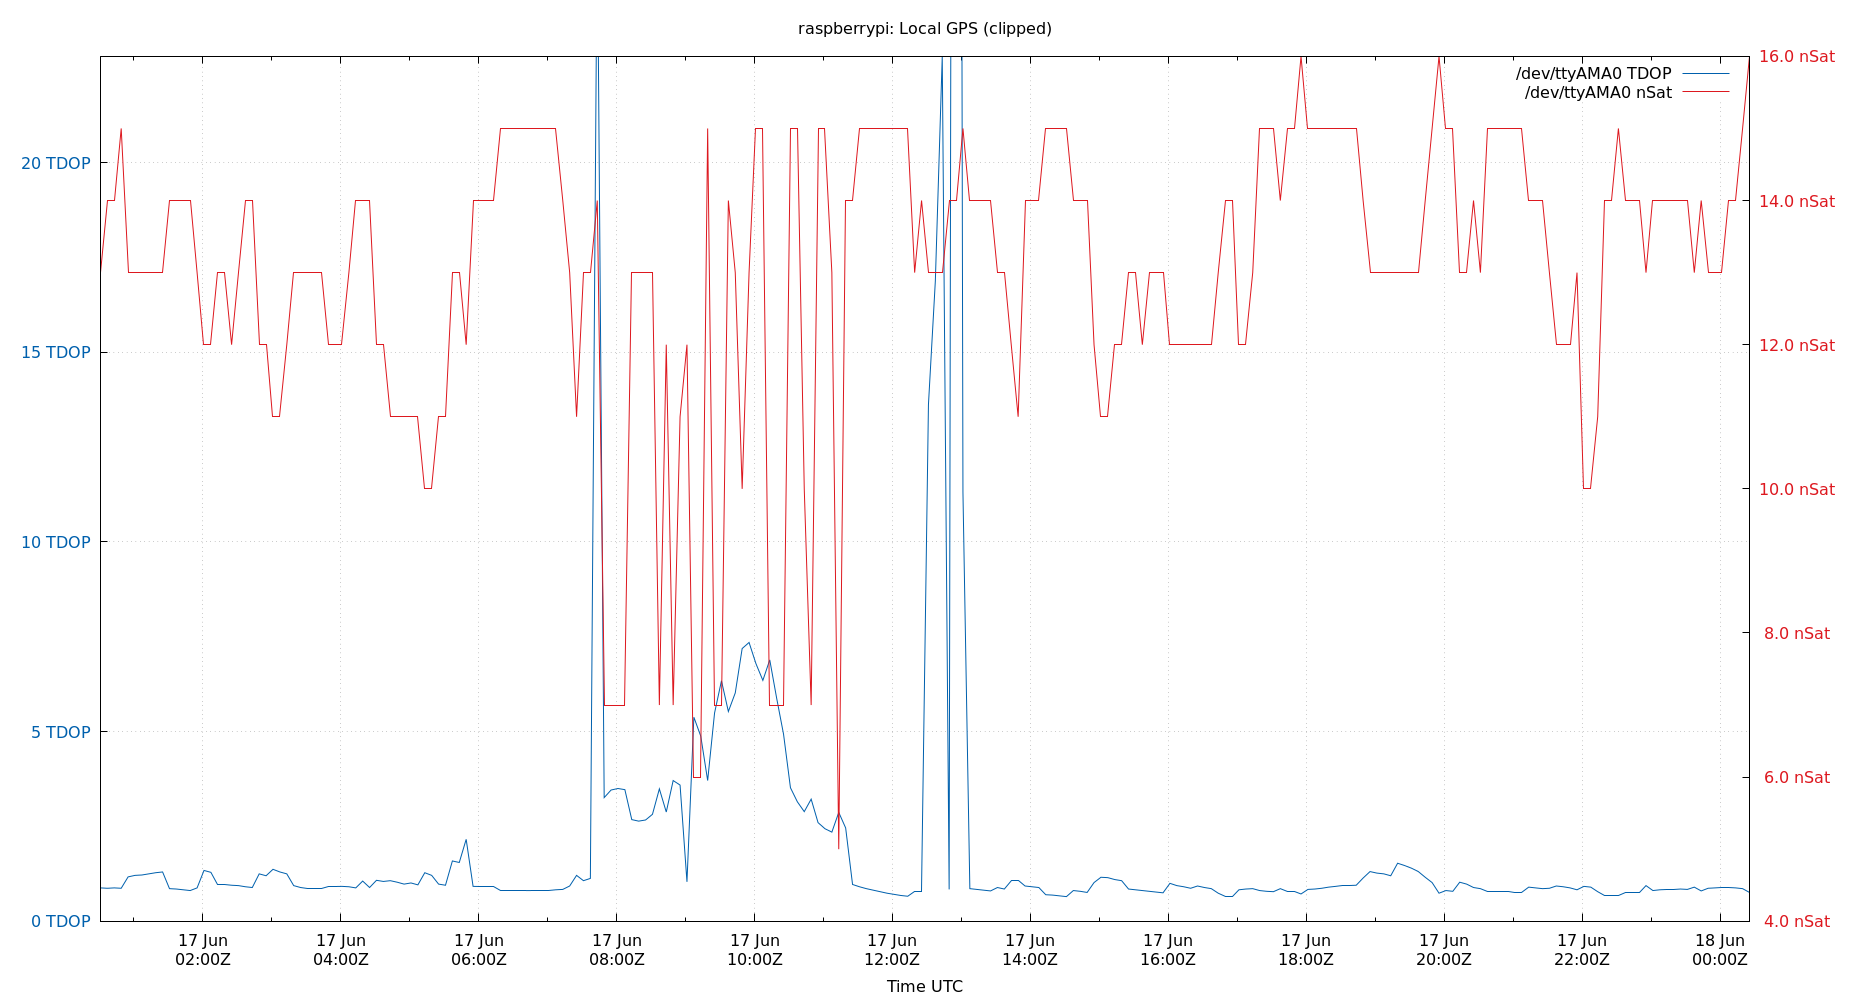 raspberrypi: Local GPS (clipped)
/dev/ttyAMA0 TDOP
/dev/ttyAMA0 nSat
20 TDOP
15 TDOP
10 TDOP
5 TDOP
0 TDOP
16.0 nSat
14.0 nSat
12.0 nSat
10.0 nSat
8.0 nSat
6.0 nSat
4.0 nSat
17 Jun 17 Jun 17 Jun 17 Jun 17 Jun 17 Jun 17 Jun 17 Jun 17 Jun 17 Jun 17 Jun 18 Jun
02:00Z 04:00Z 06:00Z 08:00Z 10:00Z 12:00Z 14:00Z 16:00Z 18:00Z 20:00Z 22:00Z 00:00Z
Time UTC